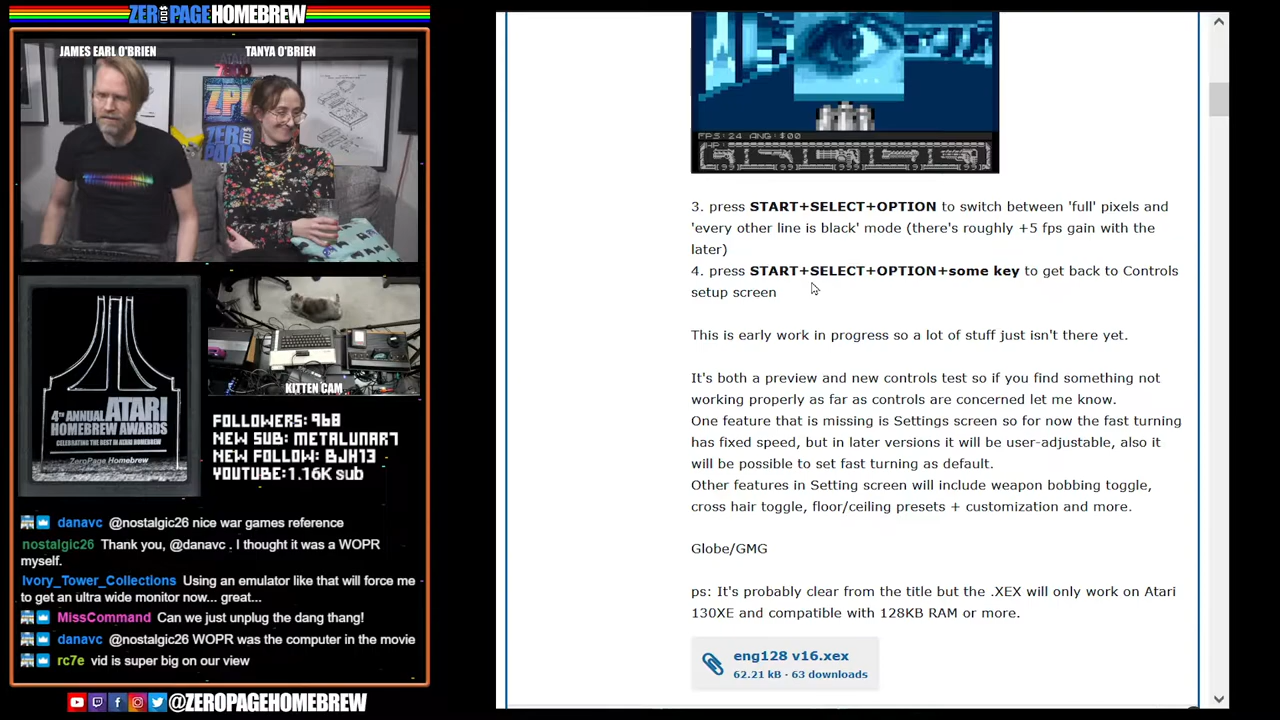 ZERO PAGE HOMEBREW
JAMES EARL O'BRIEN
TANYA O'BRIEN
KITTEN CAM
4TH ANNUAL ATARI
HOMEBREW AWARDS
CELEBRATING THE BEST IN ATARI HOMEBREW
ZeroPage Homebrew
FOLLOWERS: 968
NEW SUB: METALUNAR7
NEW FOLLOW: BJH13
YOUTUBE: 1.16K sub
danavc @nostalgic26 nice war games reference
nostalgic26 Thank you, @danavc . I thought it was a WOPR
myself.
Ivory_Tower_Collections Using an emulator like that will force me
to get an ultra wide monitor now... great...
MissCommand Can we just unplug the dang thang!
danavc @nostalgic26 WOPR was the computer in the movie
rc7e vid is super big on our view
@ZEROPAGEHOMEBREW
FPS:24 ANG:$00
HP:
99 99 99 99 99
3. press START+SELECT+OPTION to switch between 'full' pixels and
'every other line is black' mode (there's roughly +5 fps gain with the
later)
4. press START+SELECT+OPTION+some key to get back to Controls
setup screen
This is early work in progress so a lot of stuff just isn't there yet.
It's both a preview and new controls test so if you find something not
working properly as far as controls are concerned let me know.
One feature that is missing is Settings screen so for now the fast turning
has fixed speed, but in later versions it will be user-adjustable, also it
will be possible to set fast turning as default.
Other features in Setting screen will include weapon bobbing toggle,
cross hair toggle, floor/ceiling presets + customization and more.
Globe/GMG
ps: It's probably clear from the title but the .XEX will only work on Atari
130XE and compatible with 128KB RAM or more.
eng128 v16.xex
62.21 kB · 63 downloads